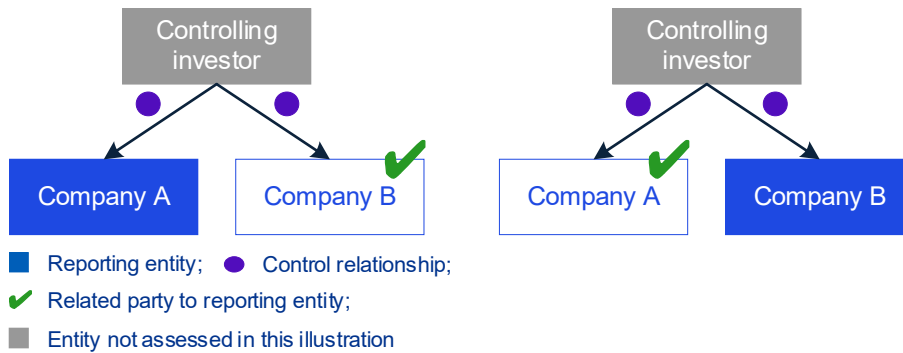 Controlling
investor
Controlling
investor
Company A
Company B
Company A
Company B
Reporting entity;
Control relationship;
Related party to reporting entity;
Entity not assessed in this illustration